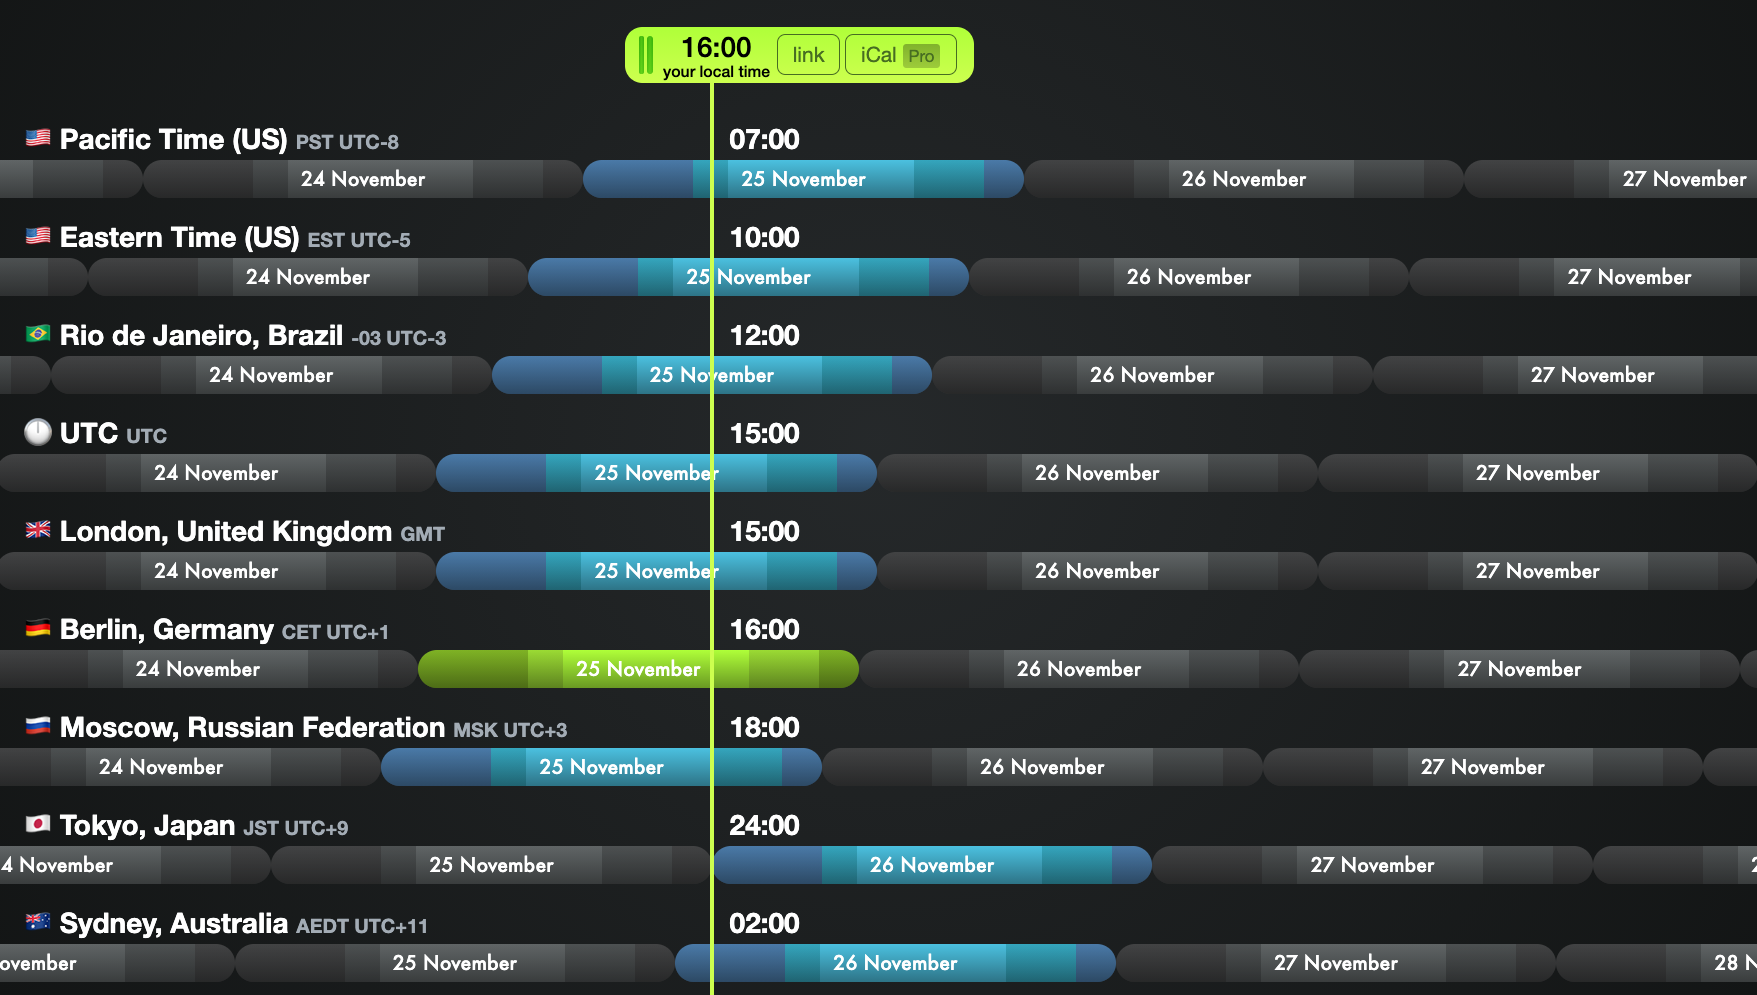 16:00 link iCal Pro
your local time
Pacific Time (US) PST UTC-8 07:00
24 November 25 November 26 November 27 November
Eastern Time (US) EST UTC-5 10:00
24 November 25 November 26 November 27 November
Rio de Janeiro, Brazil -03 UTC-3 12:00
24 November 25 November 26 November 27 November
UTC UTC 15:00
24 November 25 November 26 November 27 November
London, United Kingdom GMT 15:00
24 November 25 November 26 November 27 November
Berlin, Germany CET UTC+1 16:00
24 November 25 November 26 November 27 November
Moscow, Russian Federation MSK UTC+3 18:00
24 November 25 November 26 November 27 November
Tokyo, Japan JST UTC+9 24:00
4 November 25 November 26 November 27 November 2
Sydney, Australia AEDT UTC+11 02:00
ovember 25 November 26 November 27 November 28 N